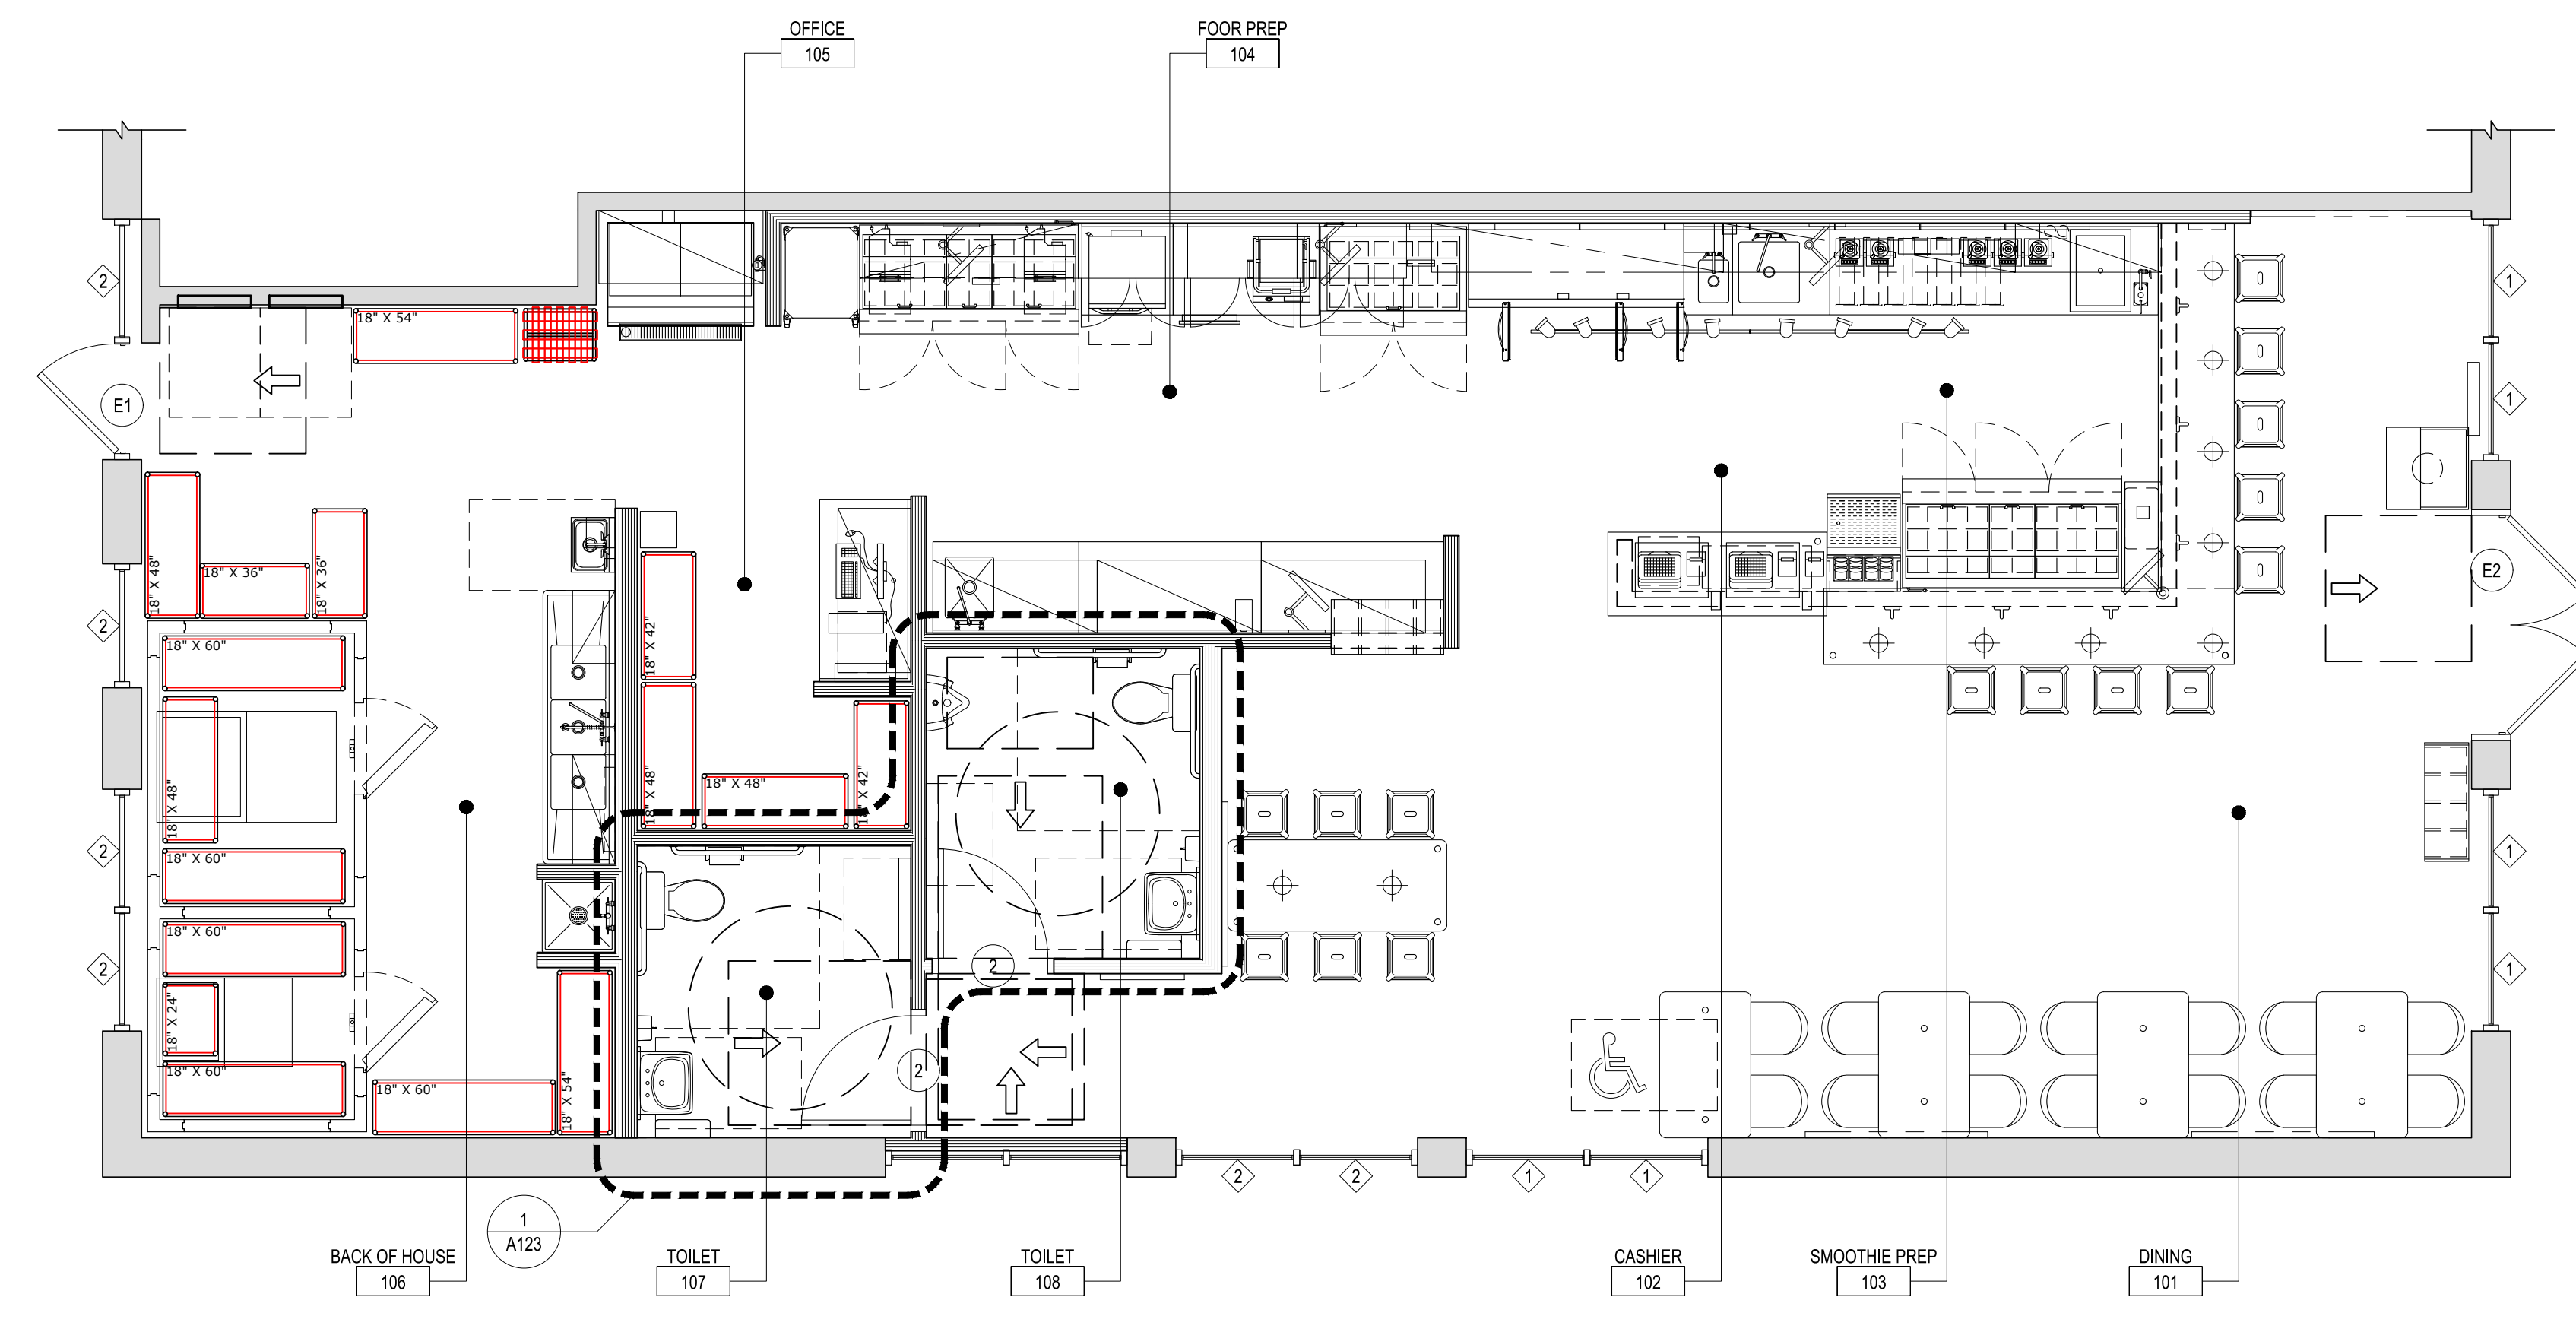 OFFICE
105
FOOR PREP
104
2
1
18" X 54"
E1
1
18" X 48"
18" X 36"
18" X 36"
E2
2
18" X 42"
18" X 60"
18" X 48"
18" X 48"
18" X 48"
18" X 42"
2
18" X 60"
1
18" X 60"
2
2
1
18" X 24"
18" X 60"
2
18" X 60"
18" X 54"
2
2
1
1
1
A123
BACK OF HOUSE
106
TOILET
107
TOILET
108
CASHIER
102
SMOOTHIE PREP
103
DINING
101